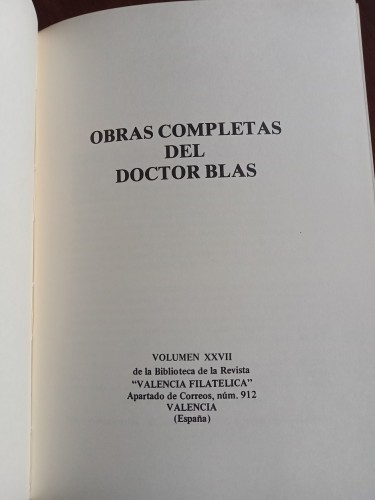 OBRAS COMPLETAS
DEL
DOCTOR BLAS
VOLUMEN XXVII
de la Biblioteca de la Revista
"VALENCIA FILATELICA"
Apartado de Correos, núm. 912
VALENCIA
(España)